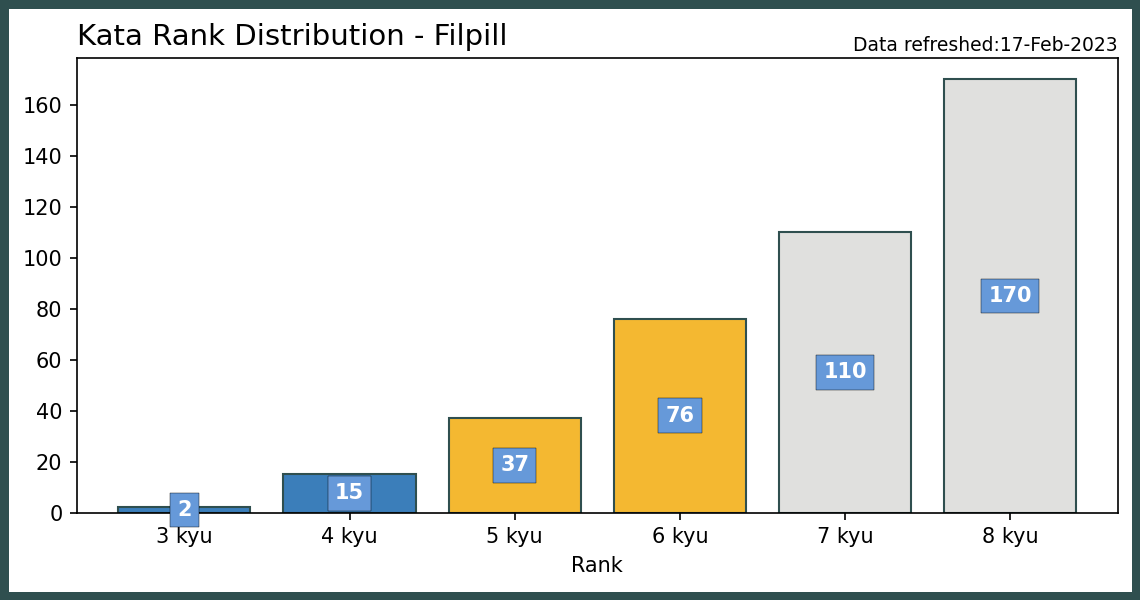 Kata Rank Distribution - Filpill
Data refreshed:17-Feb-2023
160
140
120
100
80
60
40
20
0
2
15
37
76
110
170
3 kyu
4 kyu
5 kyu
6 kyu
7 kyu
8 kyu
Rank